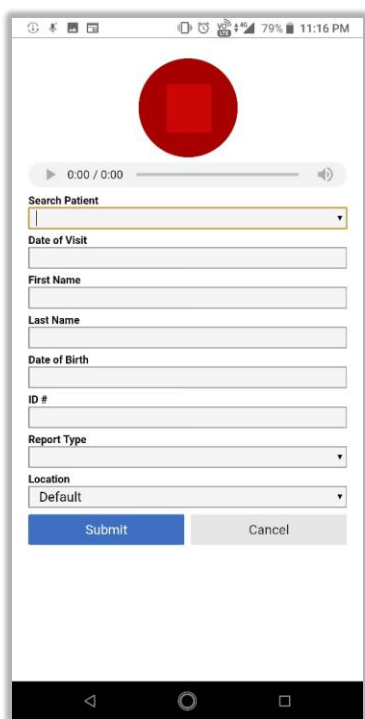 79% 11:16 PM
0:00 / 0:00
Search Patient
Date of Visit
First Name
Last Name
Date of Birth
ID #
Report Type
Location
Default
Submit Cancel